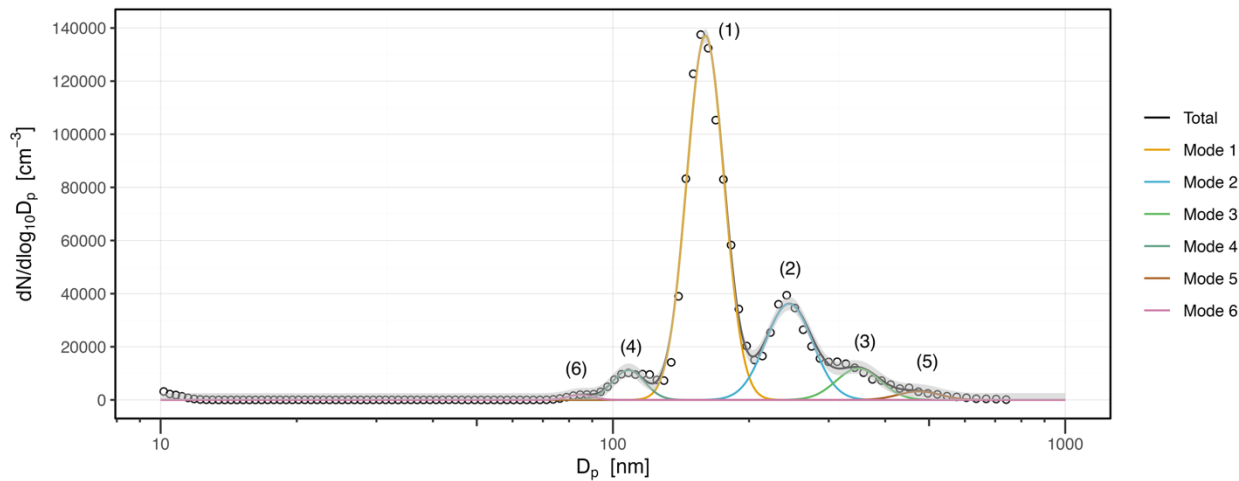 140000
120000
100000
80000
60000
40000
20000
0
dN/dlog₁₀Dₚ [cm⁻³]
(1)
(2)
(3)
(4)
(5)
(6)
10
100
1000
Dₚ [nm]
Total
Mode 1
Mode 2
Mode 3
Mode 4
Mode 5
Mode 6